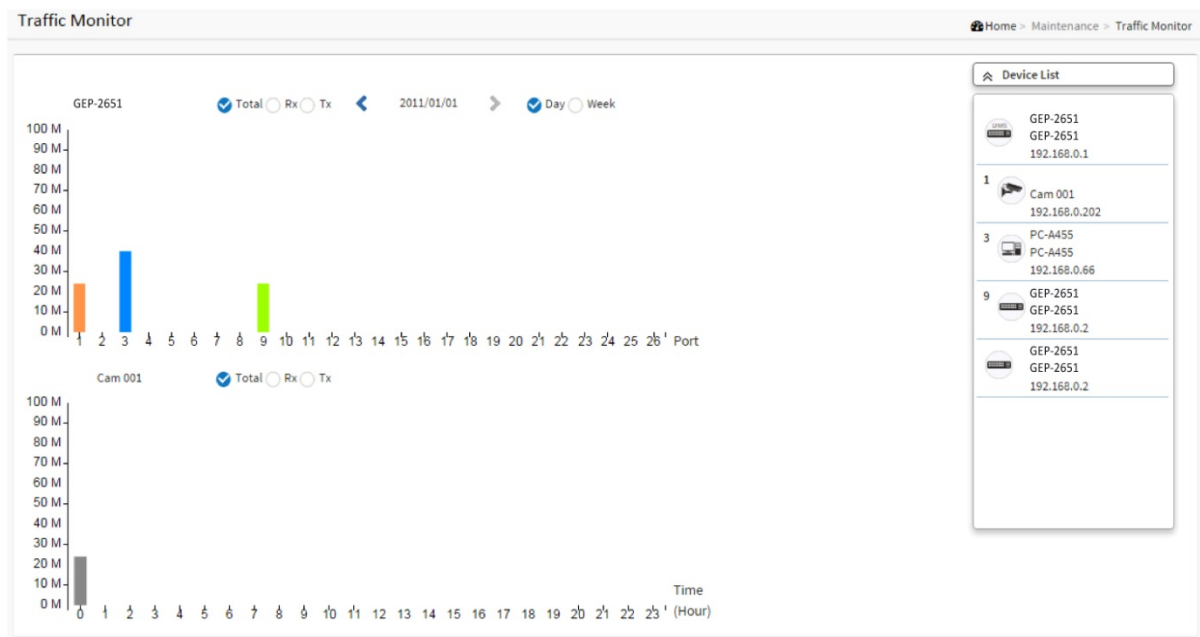 Traffic Monitor
Home > Maintenance > Traffic Monitor
GEP-2651 Total Rx Tx 2011/01/01 Day Week
100 M
90 M
80 M
70 M
60 M
50 M
40 M
30 M
20 M
10 M
0 M
1 2 3 4 5 6 7 8 9 10 11 12 13 14 15 16 17 18 19 20 21 22 23 24 25 26 Port
Cam 001 Total Rx Tx
100 M
90 M
80 M
70 M
60 M
50 M
40 M
30 M
20 M
10 M
0 M
Time
0 1 2 3 4 5 6 7 8 9 10 11 12 13 14 15 16 17 18 19 20 21 22 23 (Hour)
Device List
GEP-2651
GEP-2651
192.168.0.1
1
Cam 001
192.168.0.202
3 PC-A455
PC-A455
192.168.0.66
9 GEP-2651
GEP-2651
192.168.0.2
GEP-2651
GEP-2651
192.168.0.2